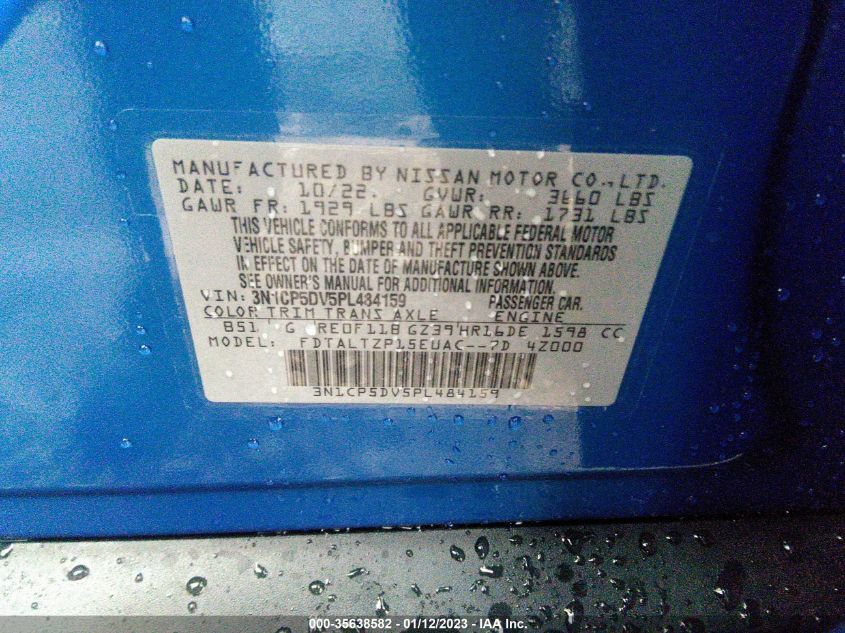 MANUFACTURED BY NISSAN MOTOR CO., LTD.
DATE: 10/22 GVWR: 3660 LBS
GAWR FR: 1929 LBS GAWR RR: 1731 LBS
THIS VEHICLE CONFORMS TO ALL APPLICABLE FEDERAL MOTOR
VEHICLE SAFETY, BUMPER AND THEFT PREVENTION STANDARDS
IN EFFECT ON THE DATE OF MANUFACTURE SHOWN ABOVE.
SEE OWNER'S MANUAL FOR ADDITIONAL INFORMATION
VIN: 3N1CP5DV5PL484159 PASSENGER CAR.
COLOR TRIM TRANS AXLE ENGINE
B51 G RE0F11B GZ39 HR16DE 1598 CC
MODEL: FDTALTZP15EUAC--7D 4Z000
3N1CP5DV5PL484159
000-35638582 - 01/12/2023 - IAA Inc.